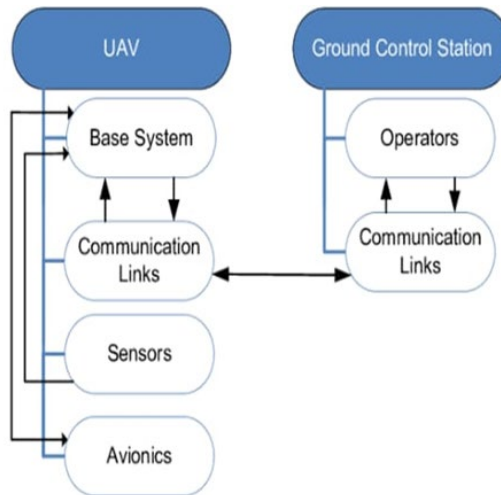 UAV
Ground Control Station
Base System
Operators
Communication
Links
Communication
Links
Sensors
Avionics